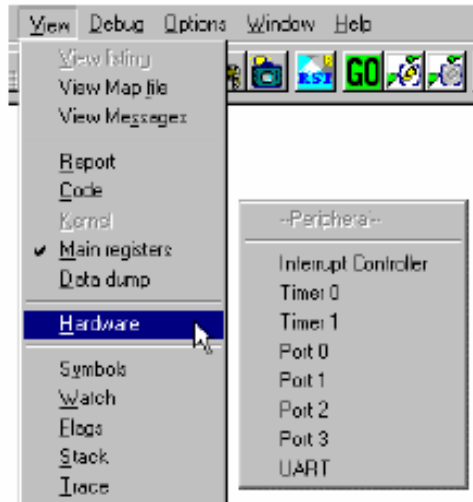 View Debug Options Window Help
RST GO
View listing
View Map file
View Messages
Report
Code
Kernel
Main registers
Data dump
Hardware
Symbols
Watch
Flags
Stack
Trace
--Peripheral--
Interrupt Controller
Timer 0
Timer 1
Port 0
Port 1
Port 2
Port 3
UART